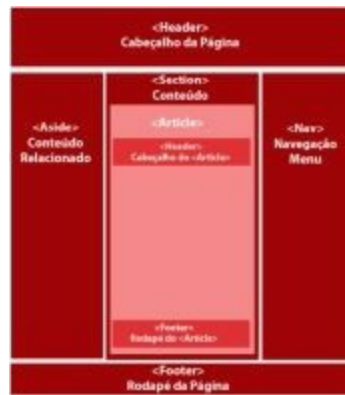 <Header>
Cabeçalho da Página
<Aside>
Conteúdo
Relacionado
<Section>
Conteúdo
<Article>
<Header>
Cabeçalho do <Article>
<Footer>
Rodapé do <Article>
<Nav>
Navegação
Menu
<Footer>
Rodapé da Página